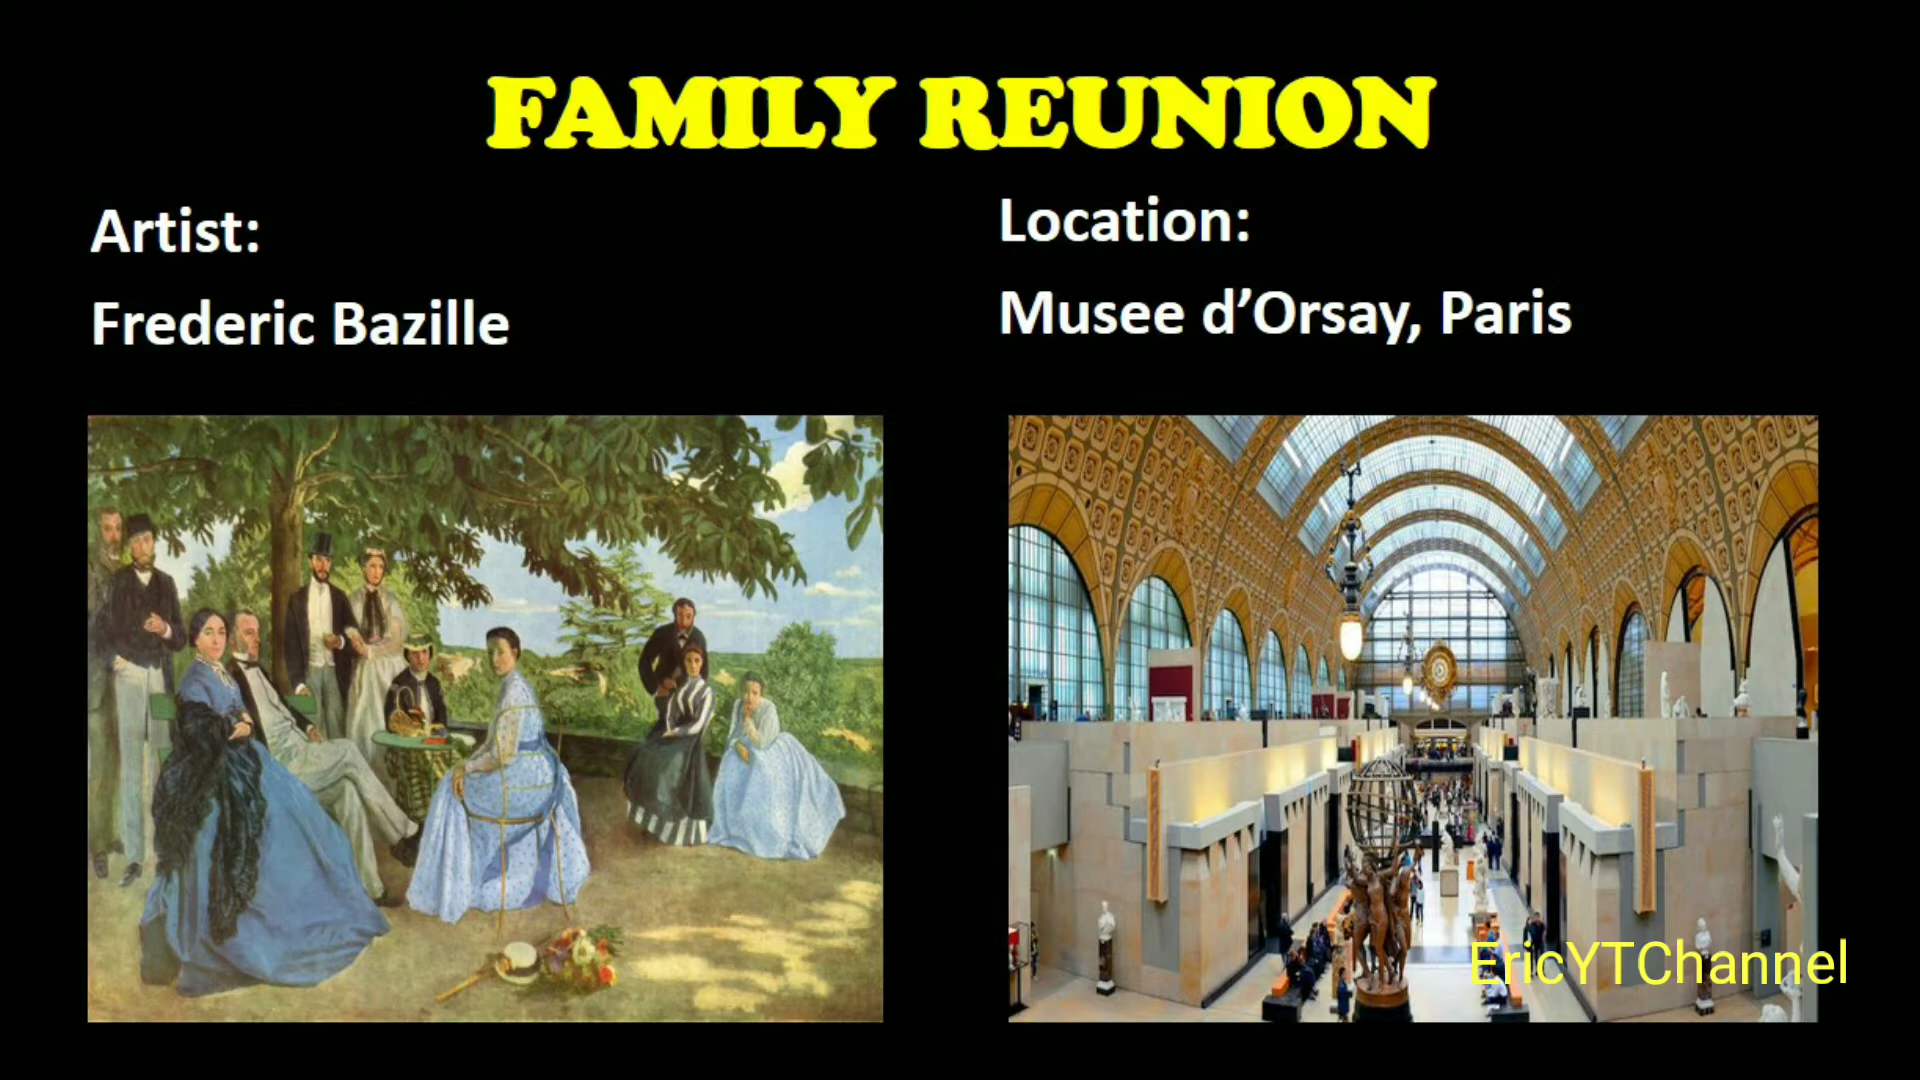 FAMILY REUNION
Artist:
Frederic Bazille
Location:
Musee d’Orsay, Paris
EricYTChannel